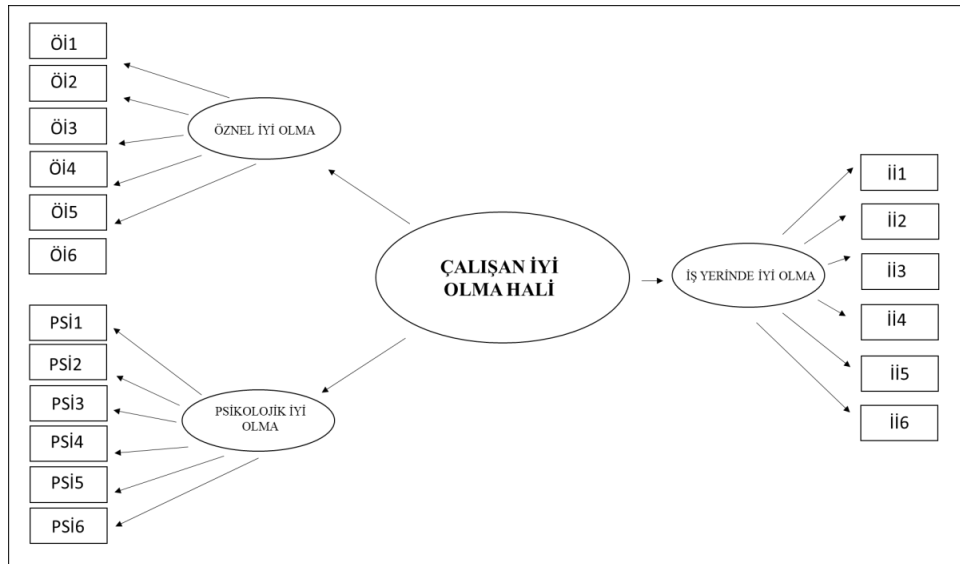 Öİ1
Öİ2
Öİ3
Öİ4
Öİ5
Öİ6
ÖZNEL İYİ OLMA
PSİ1
PSİ2
PSİ3
PSİ4
PSİ5
PSİ6
PSİKOLOJİK İYİ
OLMA
ÇALIŞAN İYİ
OLMA HALİ
İŞ YERİNDE İYİ OLMA
İİ1
İİ2
İİ3
İİ4
İİ5
İİ6